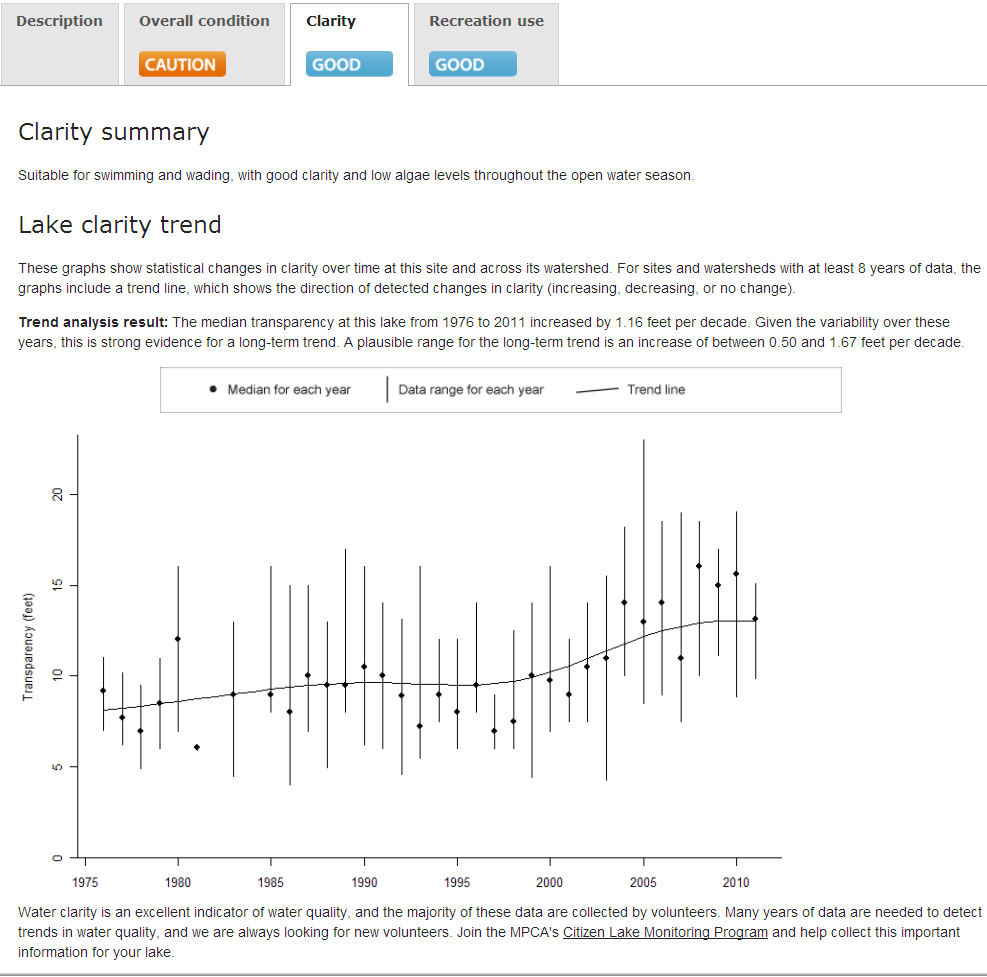 Description Overall condition Clarity Recreation use
CAUTION GOOD GOOD
Clarity summary
Suitable for swimming and wading, with good clarity and low algae levels throughout the open water season.
Lake clarity trend
These graphs show statistical changes in clarity over time at this site and across its watershed. For sites and watersheds with at least 8 years of data, the
graphs include a trend line, which shows the direction of detected changes in clarity (increasing, decreasing, or no change).
Trend analysis result: The median transparency at this lake from 1976 to 2011 increased by 1.16 feet per decade. Given the variability over these
years, this is strong evidence for a long-term trend. A plausible range for the long-term trend is an increase of between 0.50 and 1.67 feet per decade.
Median for each year Data range for each year Trend line
Transparency (feet)
20
15
10
5
0
1975 1980 1985 1990 1995 2000 2005 2010
Water clarity is an excellent indicator of water quality, and the majority of these data are collected by volunteers. Many years of data are needed to detect
trends in water quality, and we are always looking for new volunteers. Join the MPCA's Citizen Lake Monitoring Program and help collect this important
information for your lake.